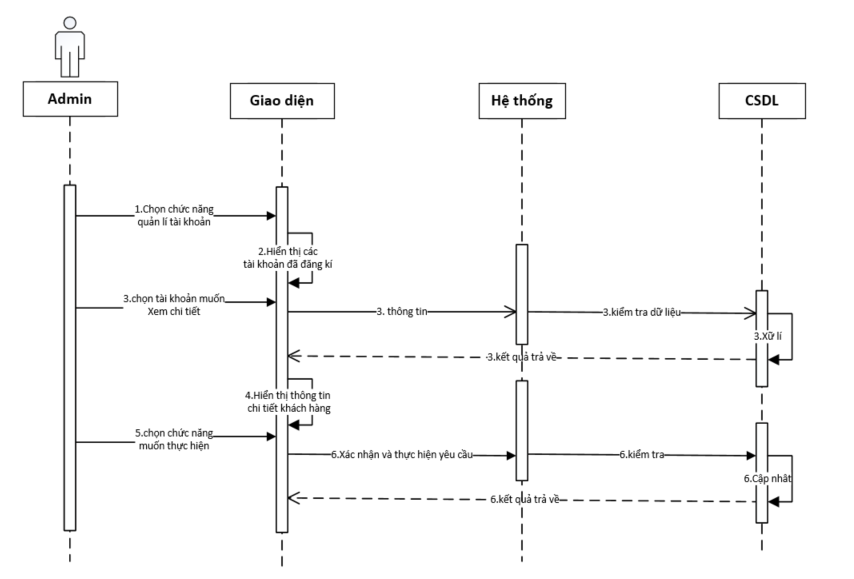 Admin
Giao diện
Hệ thống
CSDL
1.Chọn chức năng
quản lí tài khoản
2.Hiển thị các
tài khoản đã đăng kí
3.chọn tài khoản muốn
Xem chi tiết
3. thông tin
3.kiểm tra dữ liệu
3.Xữ lí
3.kết quả trả về
4.Hiển thị thông tin
chi tiết khách hàng
5.chọn chức năng
muốn thực hiện
6.Xác nhận và thực hiện yêu cầu
6.kiểm tra
6.Cập nhât
6.kết quả trả về